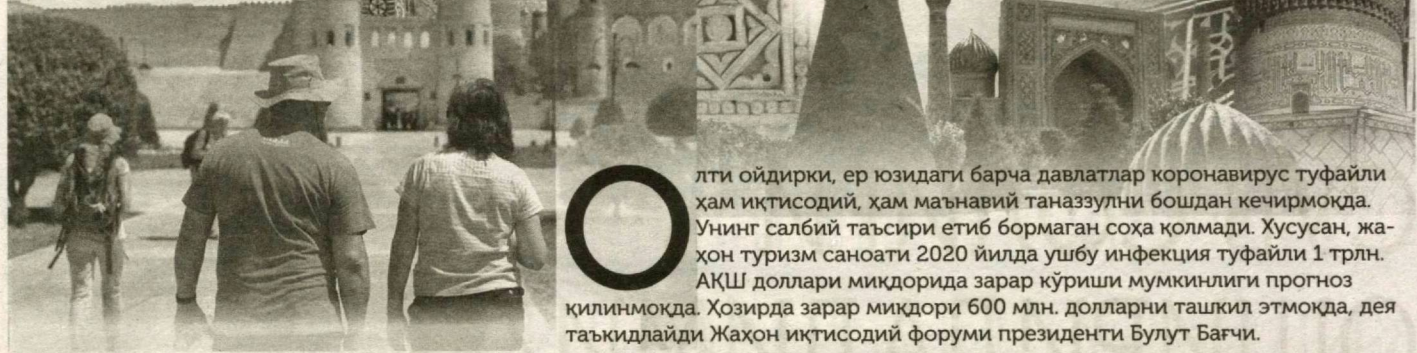 Олти ойдирки, ер юзидаги барча давлатлар коронавирус туфайли
ҳам иқтисодий, ҳам маънавий таназзулни бошдан кечирмоқда.
Унинг салбий таъсири етиб бормаган соҳа қолмади. Хусусан, жа-
ҳон туризм саноати 2020 йилда ушбу инфекция туфайли 1 трлн.
АҚШ доллари миқдорида зарар кўриши мумкинлиги прогноз
қилинмоқда. Ҳозирда зарар миқдори 600 млн. долларни ташкил этмоқда, дея
таъкидлайди Жаҳон иқтисодий форуми президенти Булут Бағчи.